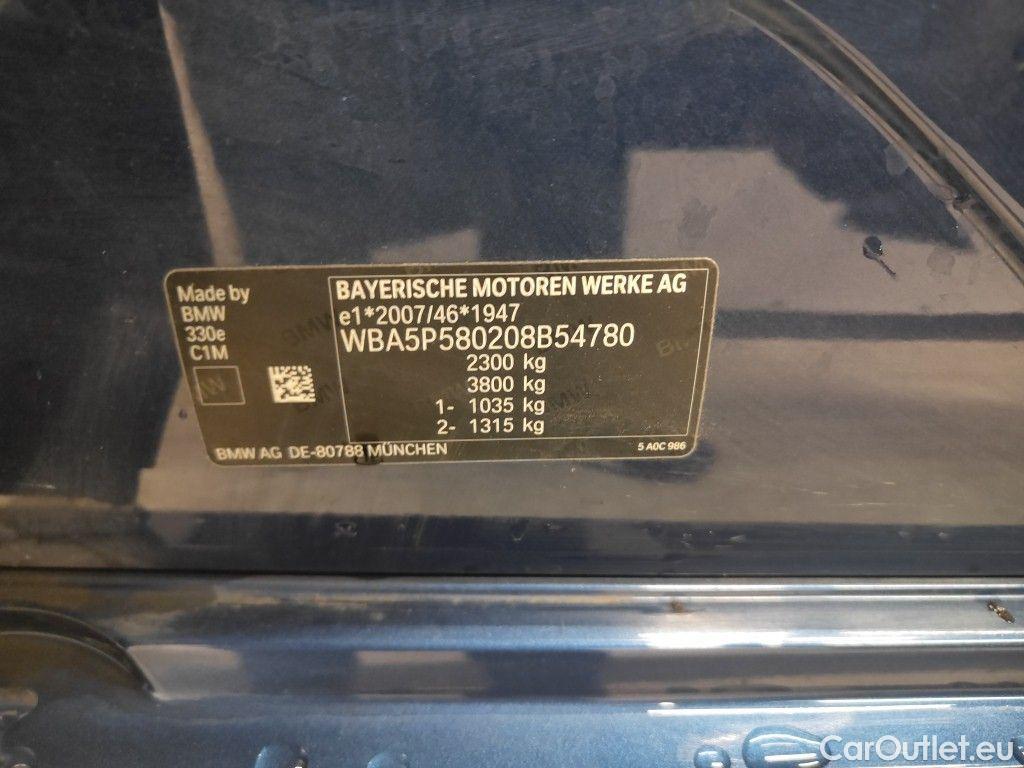 Made by
BMW
330e
C1M
BAYERISCHE MOTOREN WERKE AG
e1*2007/46*1947
WBA5P580208B54780
2300 kg
3800 kg
1- 1035 kg
2- 1315 kg
BMW AG DE-80788 MÜNCHEN
5 A0C 986
CarOutlet.eu